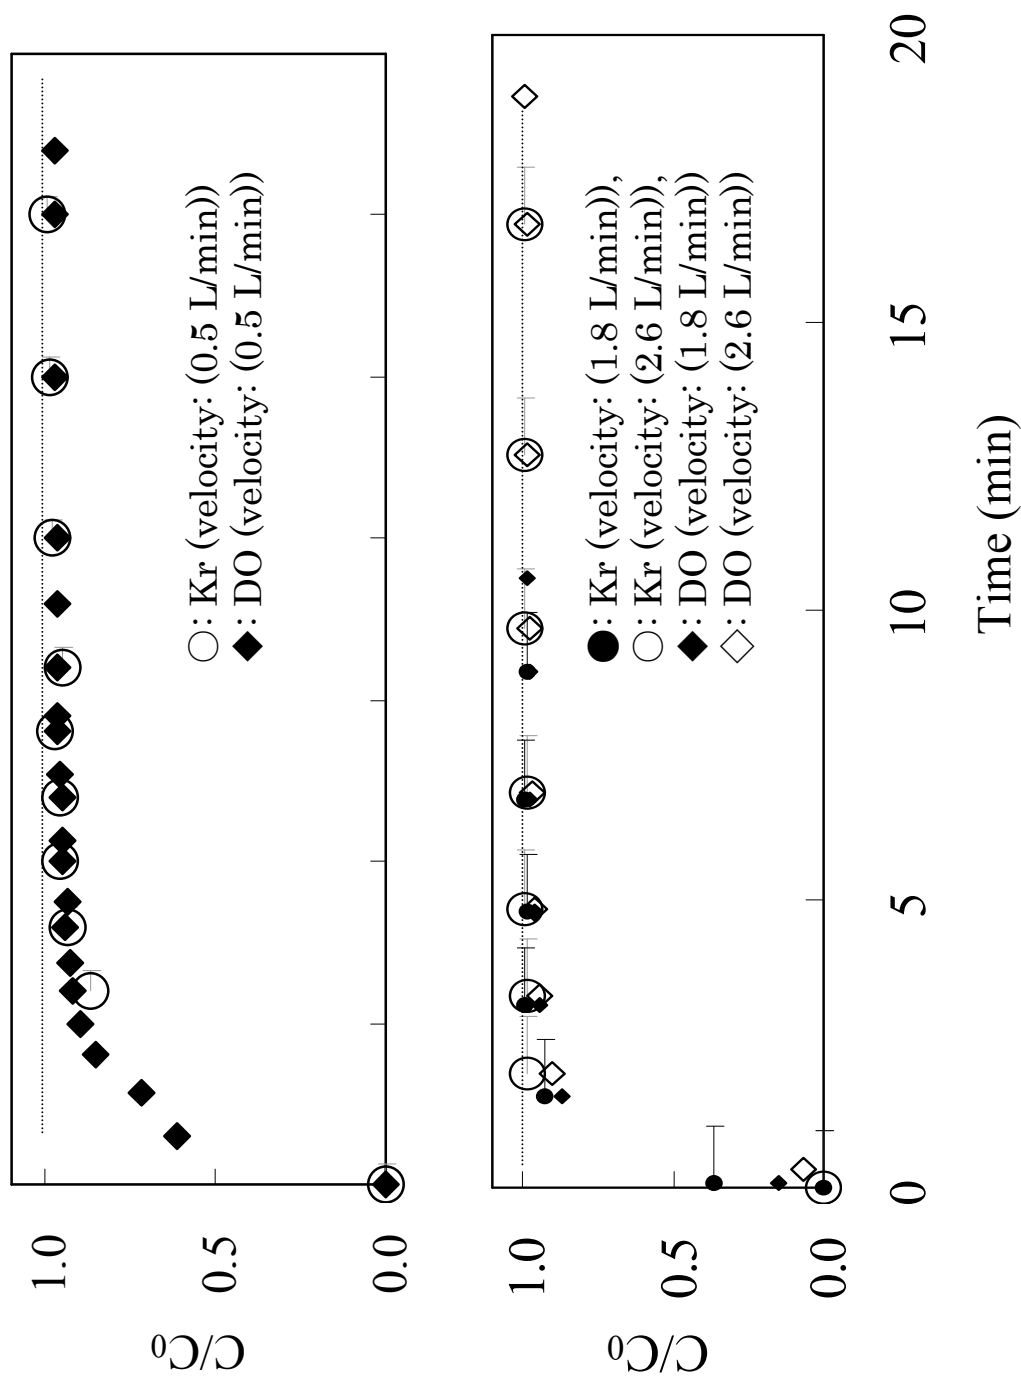 C/C0
1.0
0.5
0.0
: Kr (velocity: (0.5 L/min))
: DO (velocity: (0.5 L/min))
C/C0
1.0
0.5
0.0
: Kr (velocity: (1.8 L/min)),
: Kr (velocity: (2.6 L/min)),
: DO (velocity: (1.8 L/min))
: DO (velocity: (2.6 L/min))
0 5 10 15 20
Time (min)